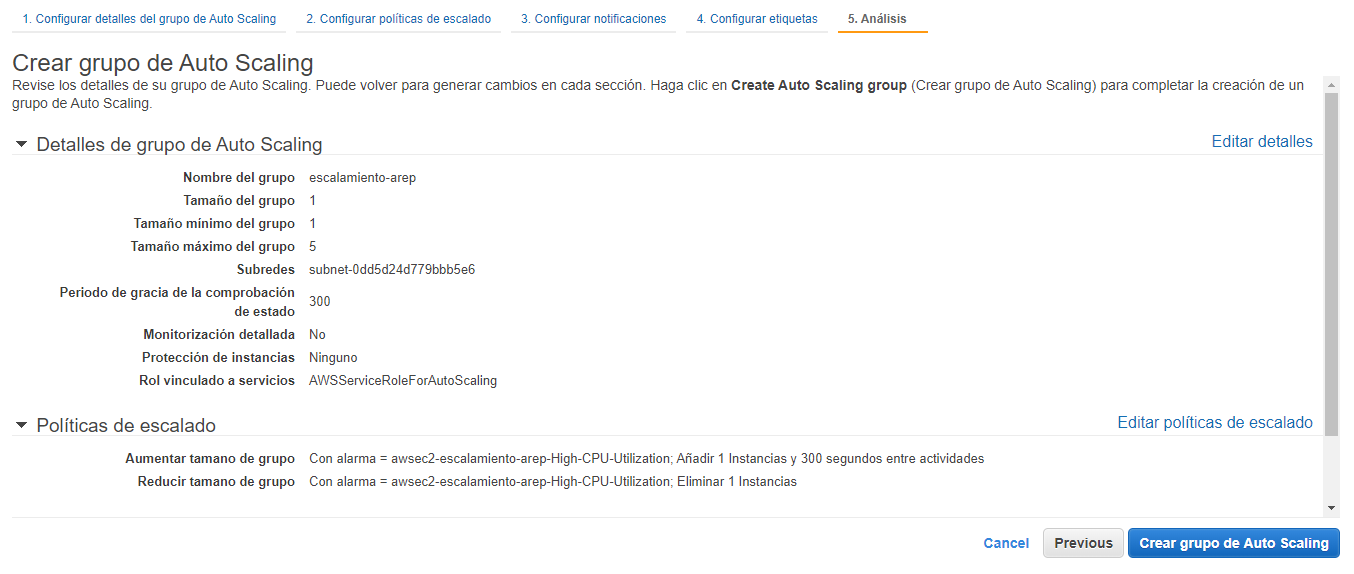 1. Configurar detalles del grupo de Auto Scaling 2. Configurar políticas de escalado 3. Configurar notificaciones 4. Configurar etiquetas 5. Análisis
Crear grupo de Auto Scaling
Revise los detalles de su grupo de Auto Scaling. Puede volver para generar cambios en cada sección. Haga clic en Create Auto Scaling group (Crear grupo de Auto Scaling) para completar la creación de un
grupo de Auto Scaling.
Detalles de grupo de Auto Scaling Editar detalles
Nombre del grupo escalamiento-arep
Tamaño del grupo 1
Tamaño mínimo del grupo 1
Tamaño máximo del grupo 5
Subredes subnet-0dd5d24d779bbb5e6
Periodo de gracia de la comprobación
de estado 300
Monitorización detallada No
Protección de instancias Ninguno
Rol vinculado a servicios AWSServiceRoleForAutoScaling
Políticas de escalado Editar políticas de escalado
Aumentar tamano de grupo Con alarma = awsec2-escalamiento-arep-High-CPU-Utilization; Añadir 1 Instancias y 300 segundos entre actividades
Reducir tamano de grupo Con alarma = awsec2-escalamiento-arep-High-CPU-Utilization; Eliminar 1 Instancias
Cancel Previous Crear grupo de Auto Scaling